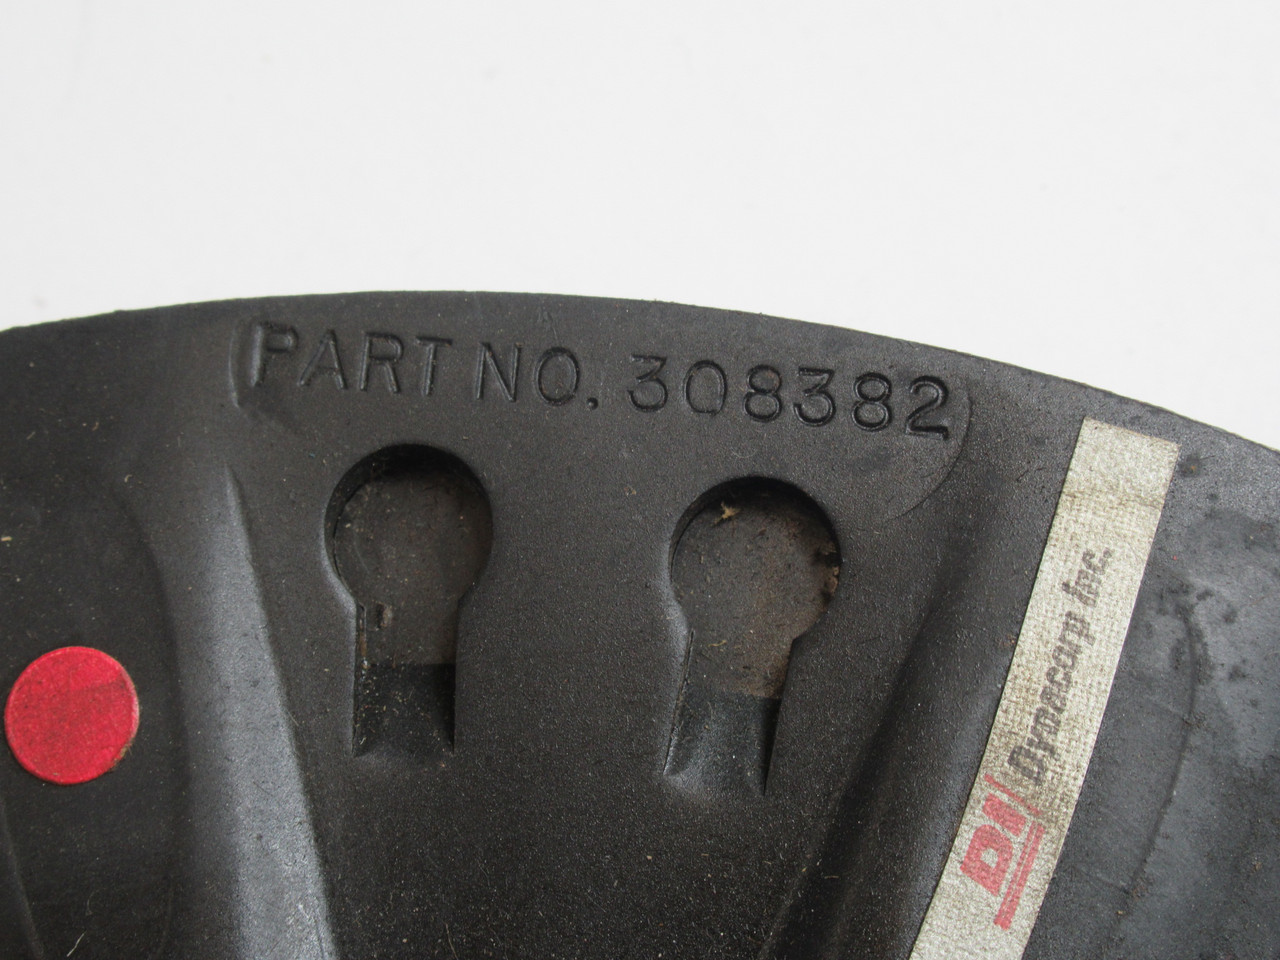 PART NO. 308382
DI Dynacorp Inc.